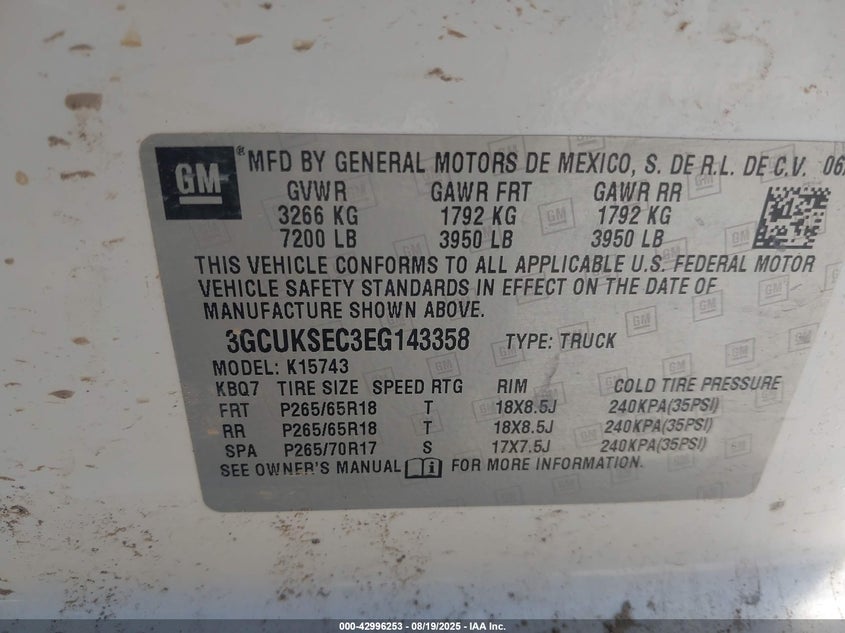 GM ® MFD BY GENERAL MOTORS DE MEXICO, S. DE R.L. DE C.V. 06/
GVWR GAWR FRT GAWR RR
3266 KG 1792 KG 1792 KG
7200 LB 3950 LB 3950 LB
THIS VEHICLE CONFORMS TO ALL APPLICABLE U.S. FEDERAL MOTOR
VEHICLE SAFETY STANDARDS IN EFFECT ON THE DATE OF
MANUFACTURE SHOWN ABOVE.
3GCUKSEC3EG143358 TYPE: TRUCK
MODEL: K15743
KBQ7 TIRE SIZE SPEED RTG RIM COLD TIRE PRESSURE
FRT P265/65R18 T 18X8.5J 240KPA(35PSI)
RR P265/65R18 T 18X8.5J 240KPA(35PSI)
SPA P265/70R17 S 17X7.5J 240KPA(35PSI)
SEE OWNER'S MANUAL FOR MORE INFORMATION.
000-42996253 - 08/19/2025 - IAA Inc.